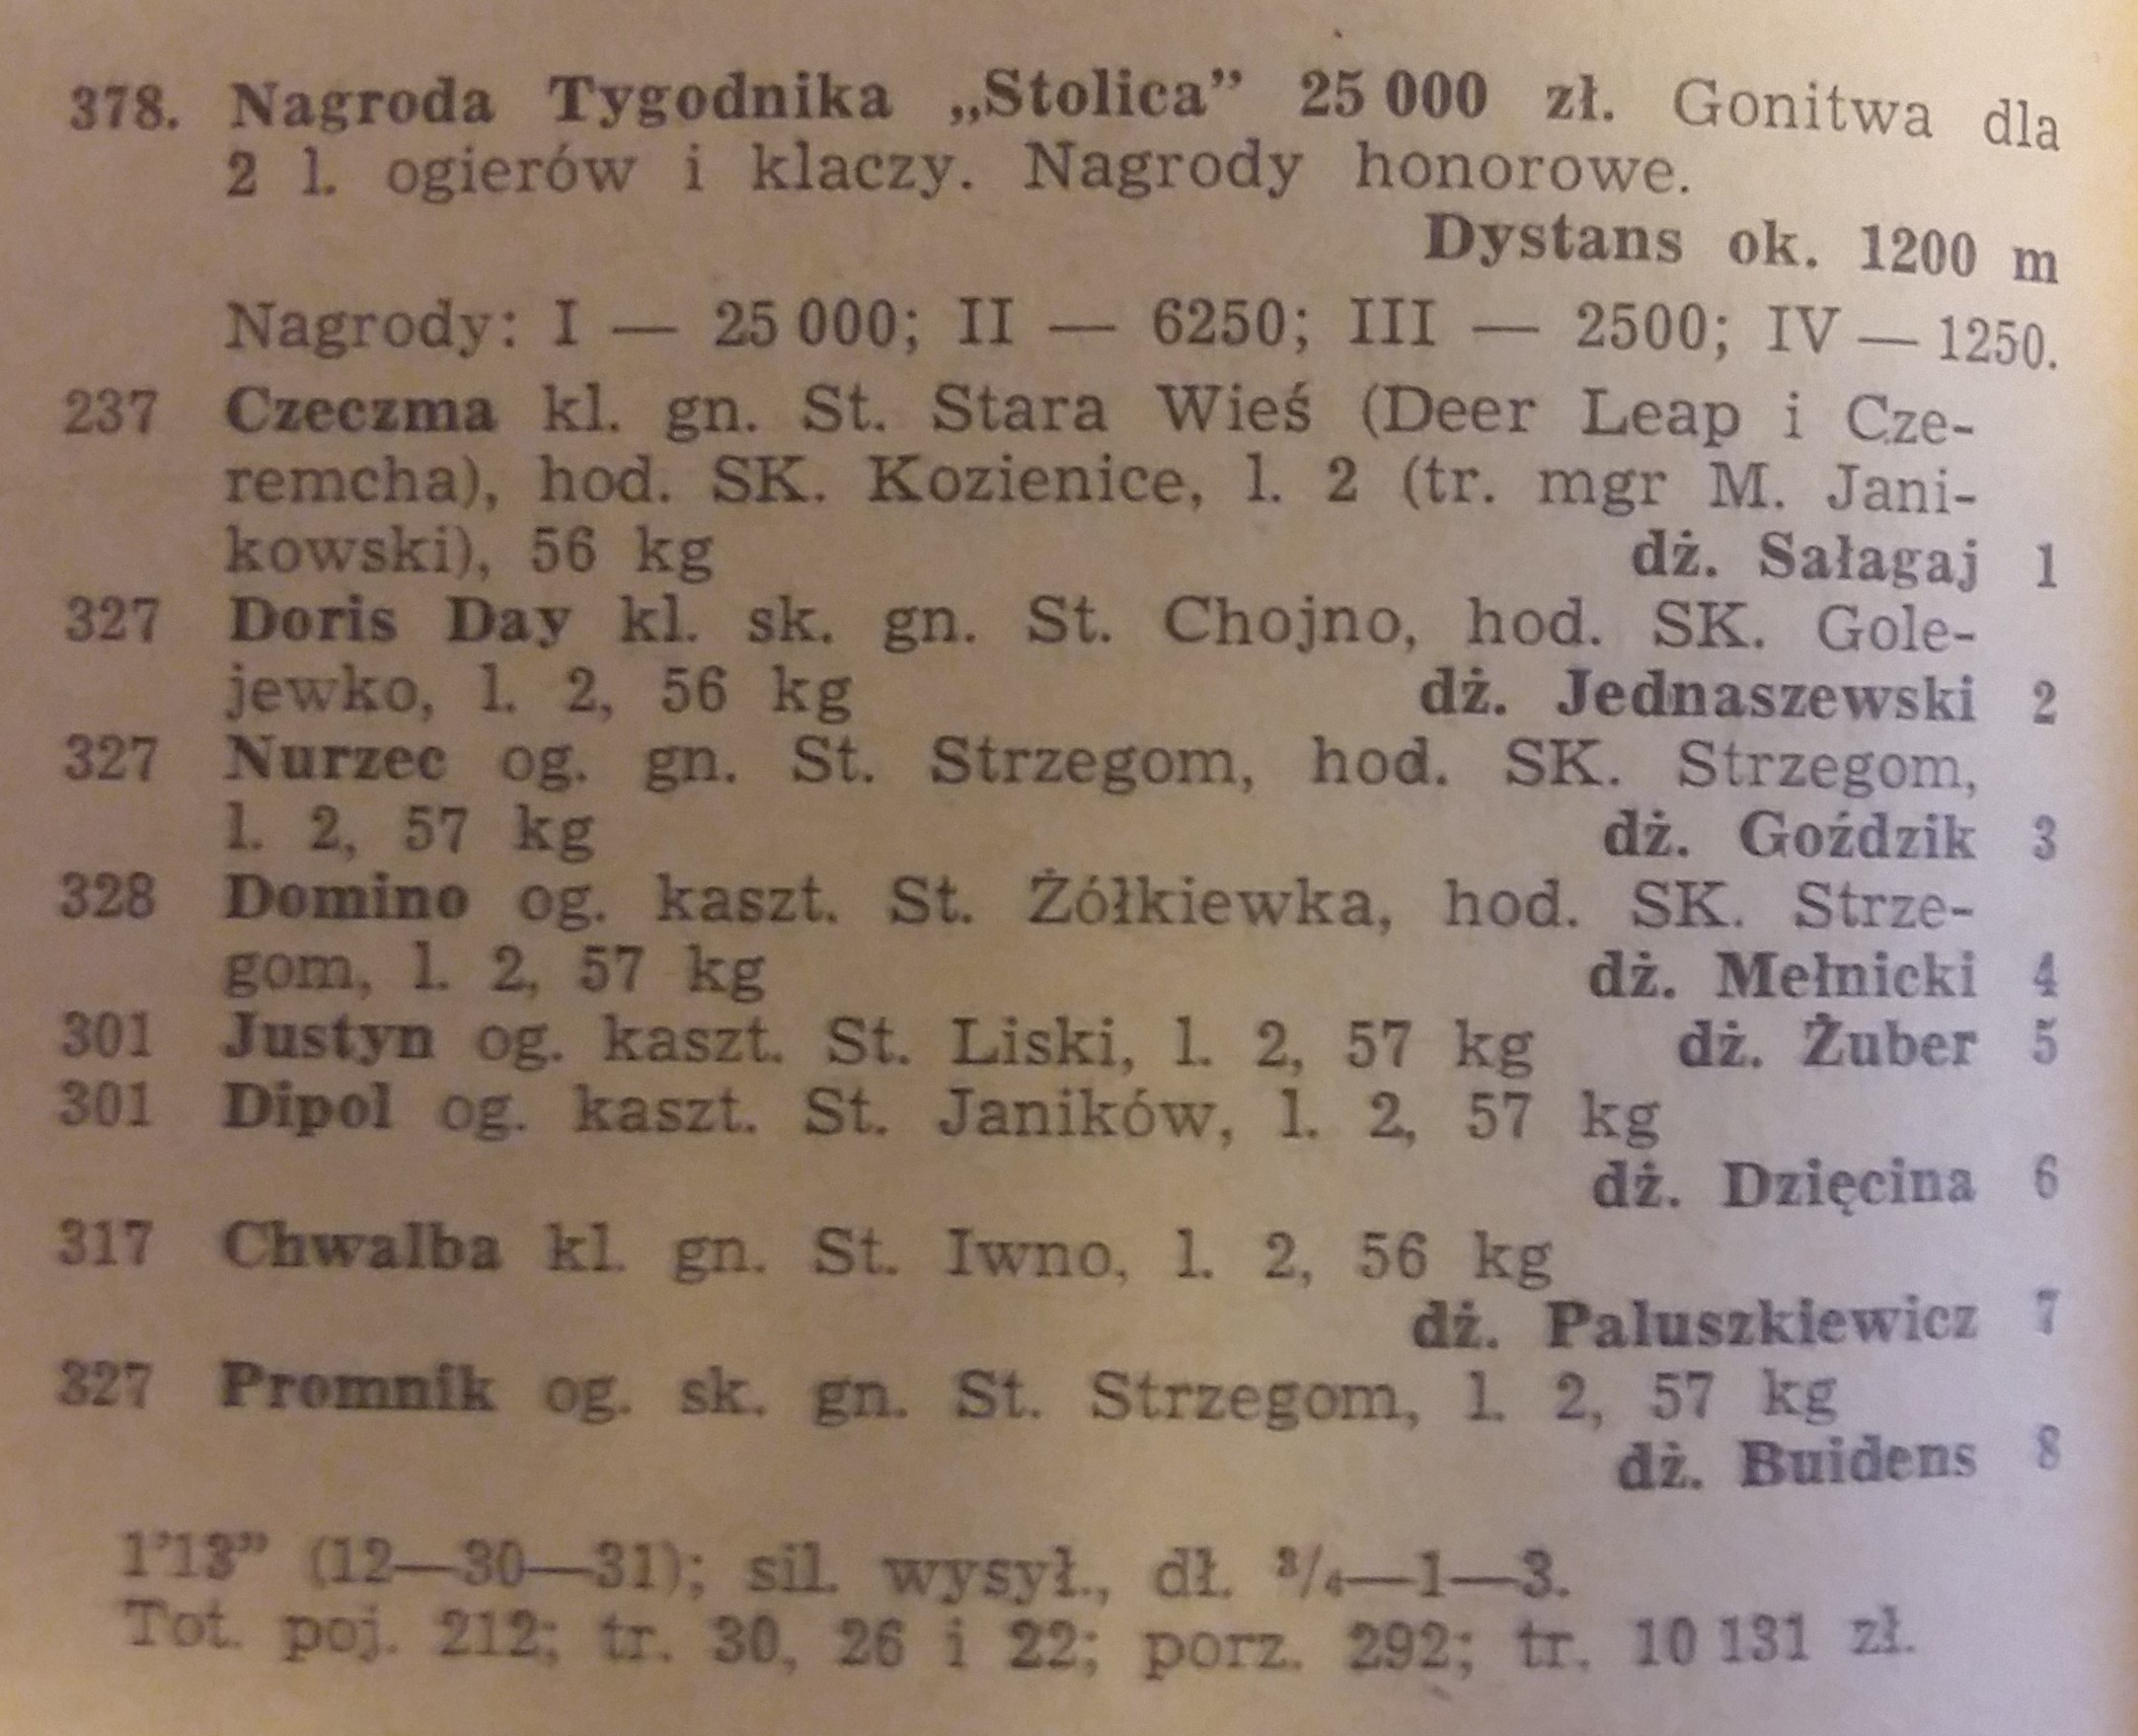 378. Nagroda Tygodnika „Stolica” 25 000 zł. Gonitwa dla
2 l. ogierów i klaczy. Nagrody honorowe.
Dystans ok. 1200 m
Nagrody: I — 25 000; II — 6250; III — 2500; IV — 1250.
237 Czeczma kl. gn. St. Stara Wieś (Deer Leap i Cze-
remcha), hod. SK. Kozienice, l. 2 (tr. mgr M. Jani-
kowski), 56 kg dż. Sałagaj 1
327 Doris Day kl. sk. gn. St. Chojno, hod. SK. Gole-
jewko, l. 2, 56 kg dż. Jednaszewski 2
327 Nurzec og. gn. St. Strzegom, hod. SK. Strzegom,
l. 2, 57 kg dż. Goździk 3
328 Domino og. kaszt. St. Żółkiewka, hod. SK. Strze-
gom, l. 2, 57 kg dż. Mełnicki 4
301 Justyn og. kaszt. St. Liski, l. 2, 57 kg dż. Żuber 5
301 Dipol og. kaszt. St. Janików, l. 2, 57 kg
dż. Dzięcina 6
317 Chwalba kl. gn. St. Iwno, l. 2, 56 kg
dż. Paluszkiewicz 7
327 Promnik og. sk. gn. St. Strzegom, l. 2, 57 kg
dż. Buidens 8
1’13” (12—30—31); sil. wysył., dł. ³/₄—1—3.
Tot. poj. 212; tr. 30, 26 i 22; porz. 292; tr. 10 131 zł.